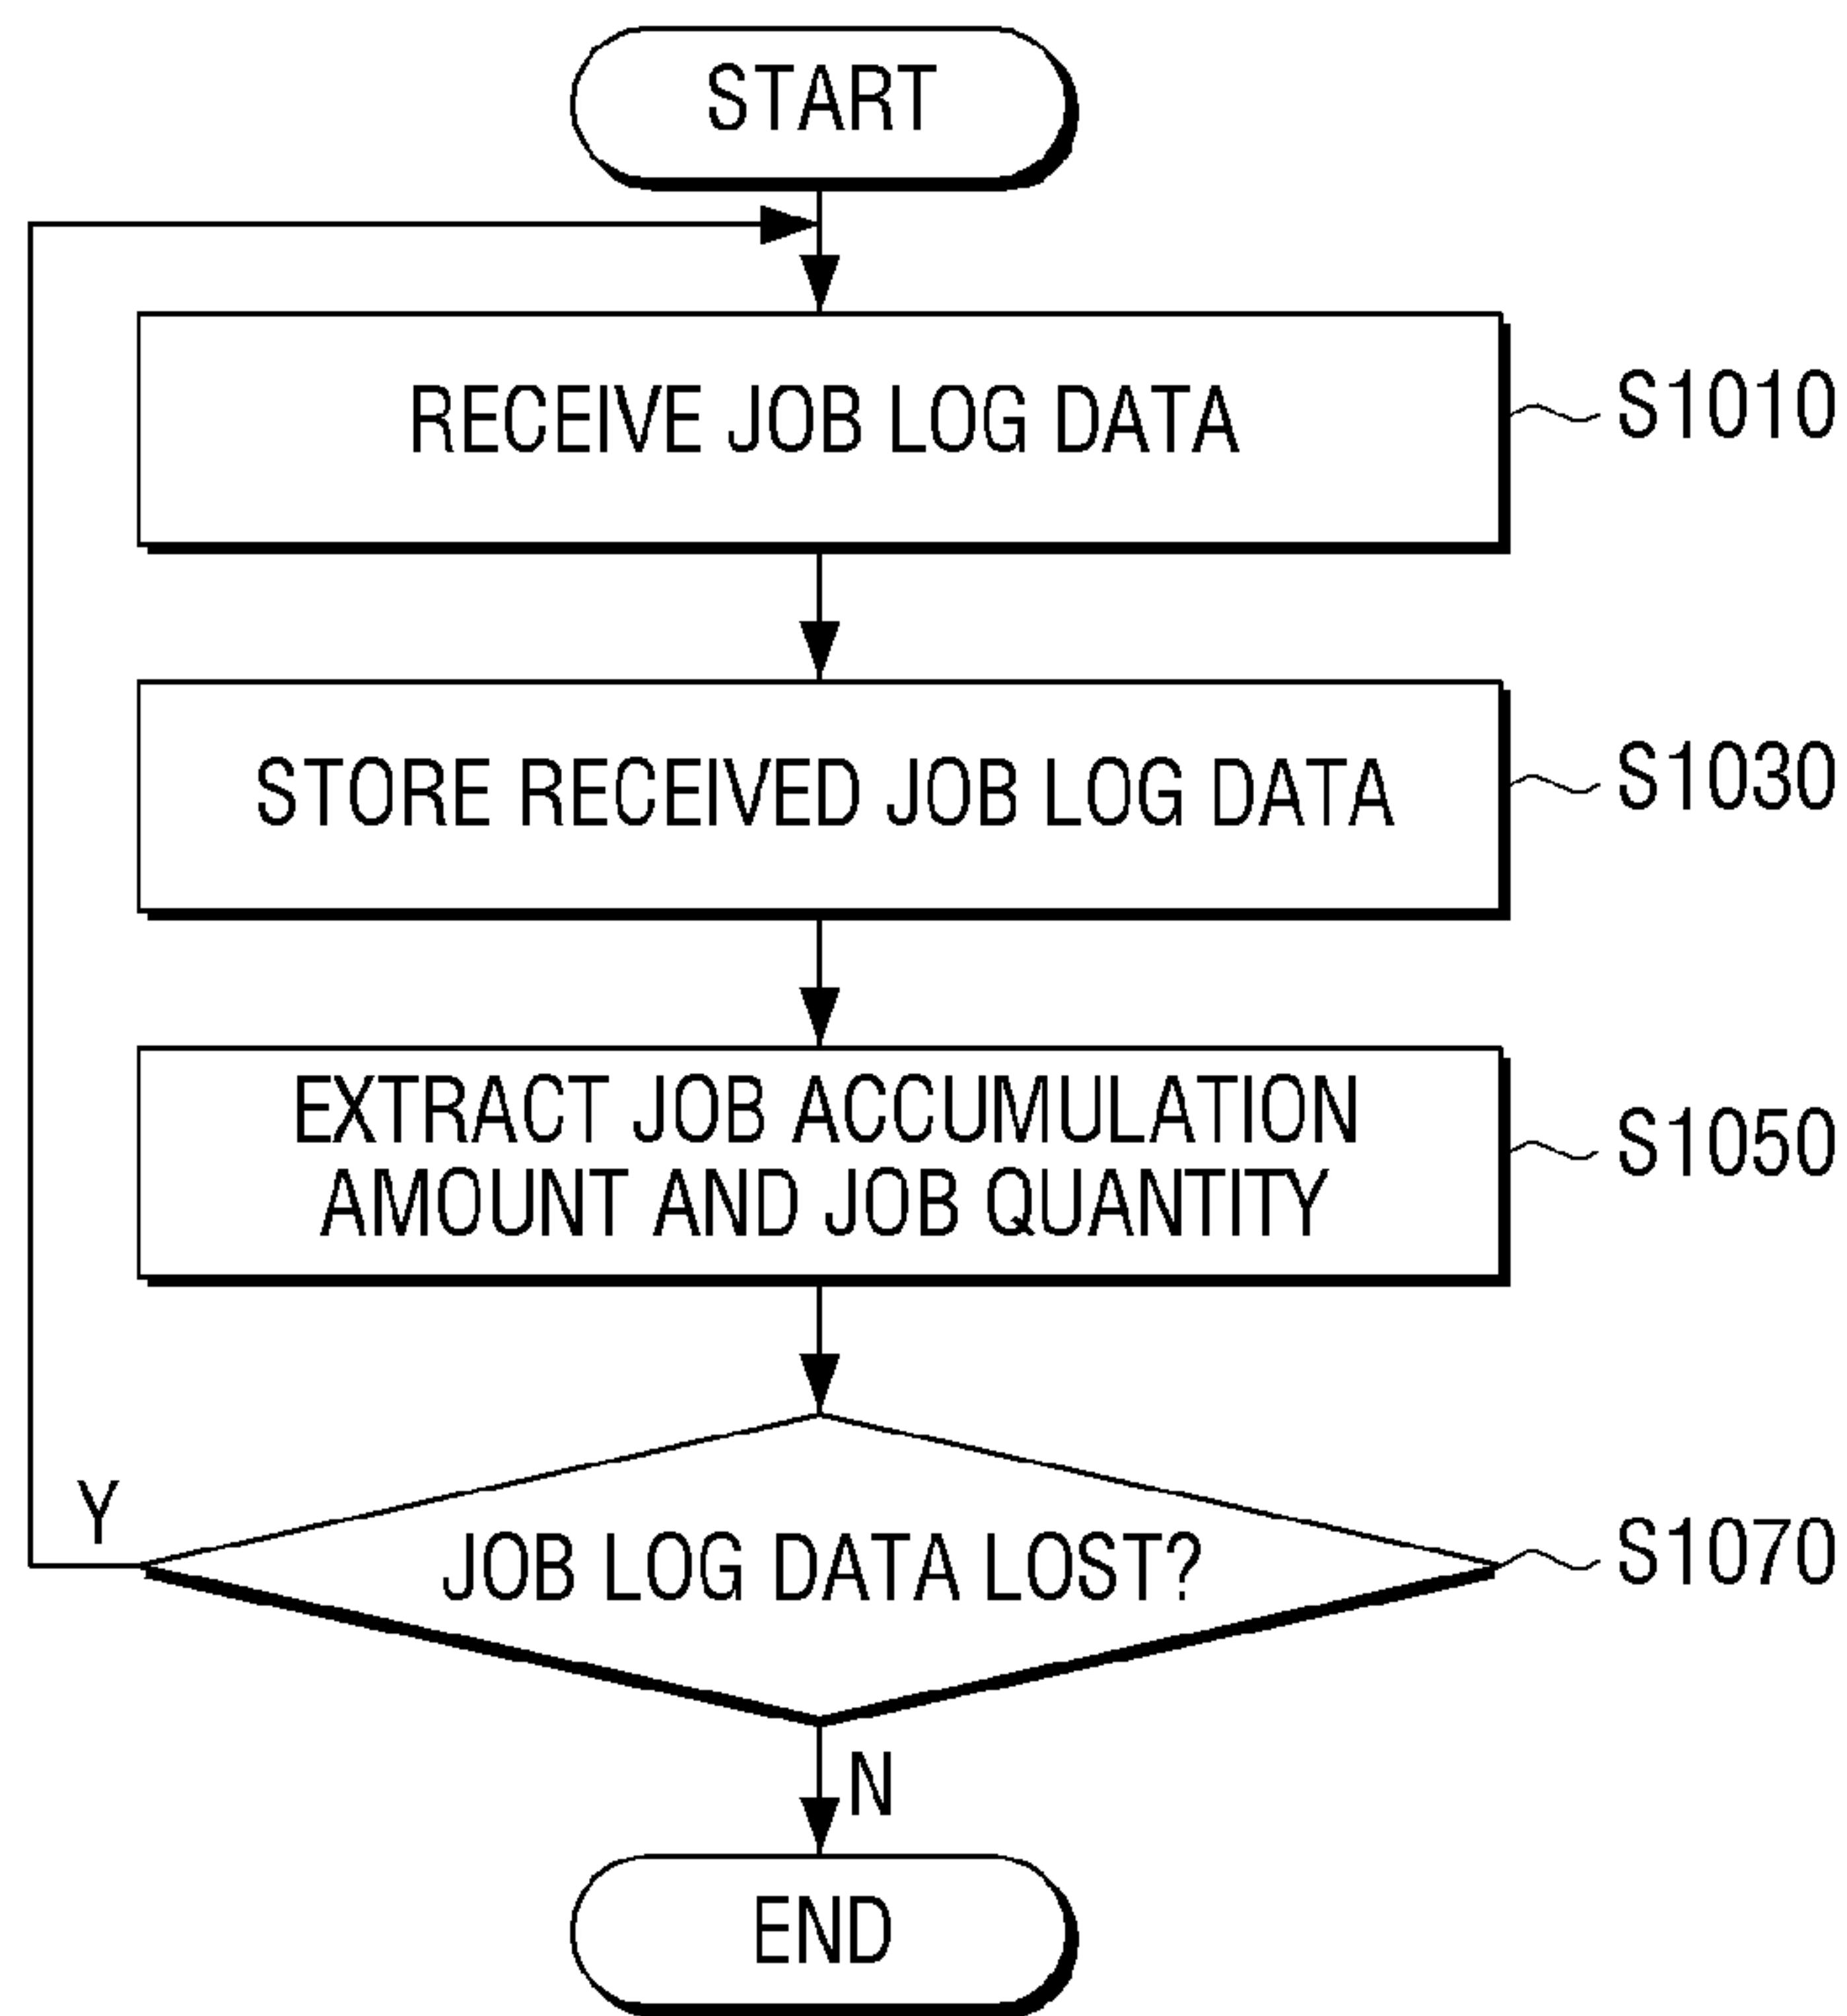 START
RECEIVE JOB LOG DATA
S1010
STORE RECEIVED JOB LOG DATA
S1030
EXTRACT JOB ACCUMULATION
AMOUNT AND JOB QUANTITY
S1050
Y
JOB LOG DATA LOST?
S1070
N
END